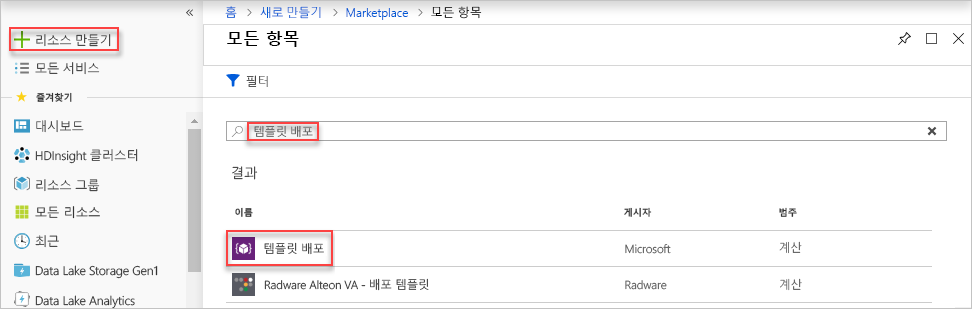 «
리소스 만들기
모든 서비스
즐겨찾기
대시보드
HDInsight 클러스터
리소스 그룹
모든 리소스
최근
Data Lake Storage Gen1
Data Lake Analytics
홈 > 새로 만들기 > Marketplace > 모든 항목
모든 항목
필터
템플릿 배포
결과
이름 게시자 범주
템플릿 배포 Microsoft 계산
Radware Alteon VA - 배포 템플릿 Radware 계산